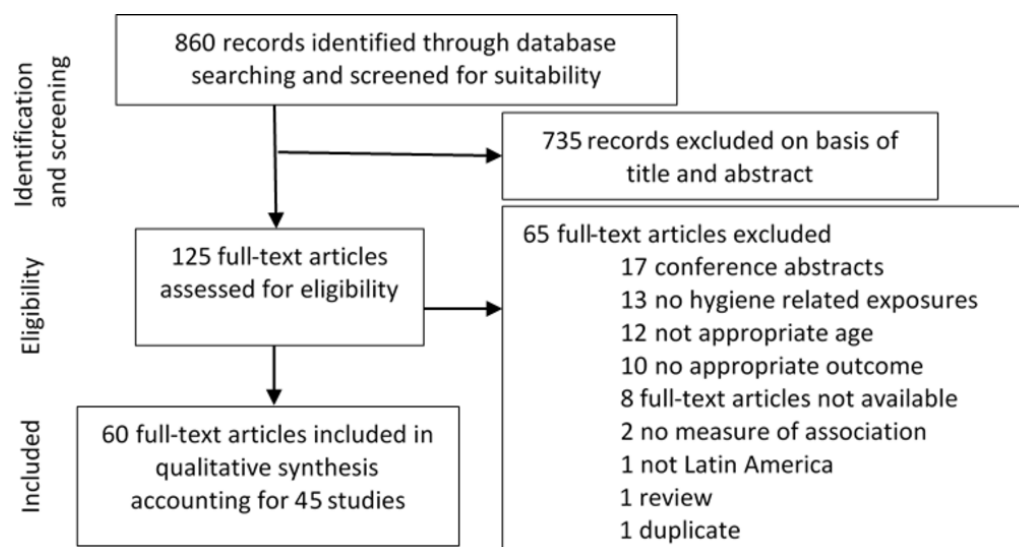 Identification
and screening
860 records identified through database
searching and screened for suitability
735 records excluded on basis of
title and abstract
Eligibility
125 full-text articles
assessed for eligibility
65 full-text articles excluded
17 conference abstracts
13 no hygiene related exposures
12 not appropriate age
10 no appropriate outcome
8 full-text articles not available
2 no measure of association
1 not Latin America
1 review
1 duplicate
Included
60 full-text articles included in
qualitative synthesis
accounting for 45 studies